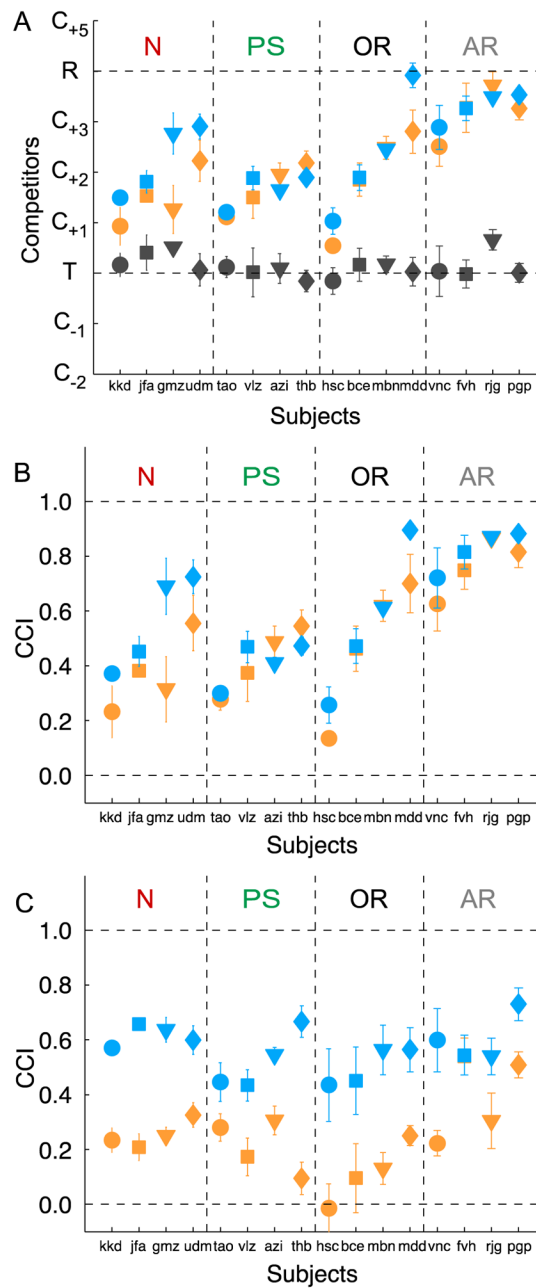 A
C+5
N
PS
OR
AR
R
C+3
C+2
C+1
T
C-1
C-2
Competitors
kkd jfa gmz udm tao vlz azi thb hsc bce mbn mdd vnc fvh rjg pgp
Subjects
B
N
PS
OR
AR
1.0
0.8
0.6
0.4
0.2
0.0
CCI
kkd jfa gmz udm tao vlz azi thb hsc bce mbn mdd vnc fvh rjg pgp
Subjects
C
N
PS
OR
AR
1.0
0.8
0.6
0.4
0.2
0.0
CCI
kkd jfa gmz udm tao vlz azi thb hsc bce mbn mdd vnc fvh rjg pgp
Subjects